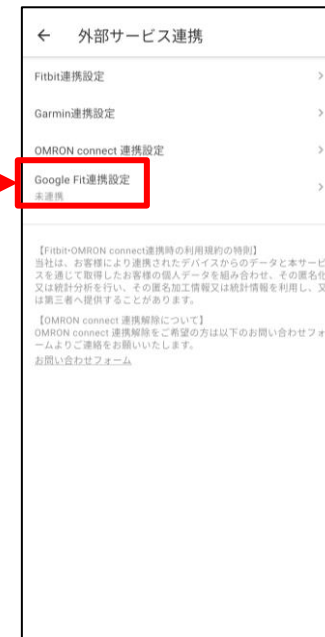 ← 外部サービス連携
Fitbit連携設定 >
Garmin連携設定 >
OMRON connect 連携設定 >
Google Fit連携設定 >
未連携
【Fitbit・OMRON connect連携時の利用規約の特則】
当社は、お客様により連携されたデバイスからのデータと本サービ
スを通じて取得したお客様の個人データを組み合わせ、その匿名化
又は統計分析を行い、その匿名加工情報又は統計情報を利用し、又
は第三者へ提供することがあります。
【OMRON connect 連携解除について】
OMRON connect 連携解除をご希望の方は以下のお問い合わせフォ
ームよりご連絡をお願いいたします。
お問い合わせフォーム